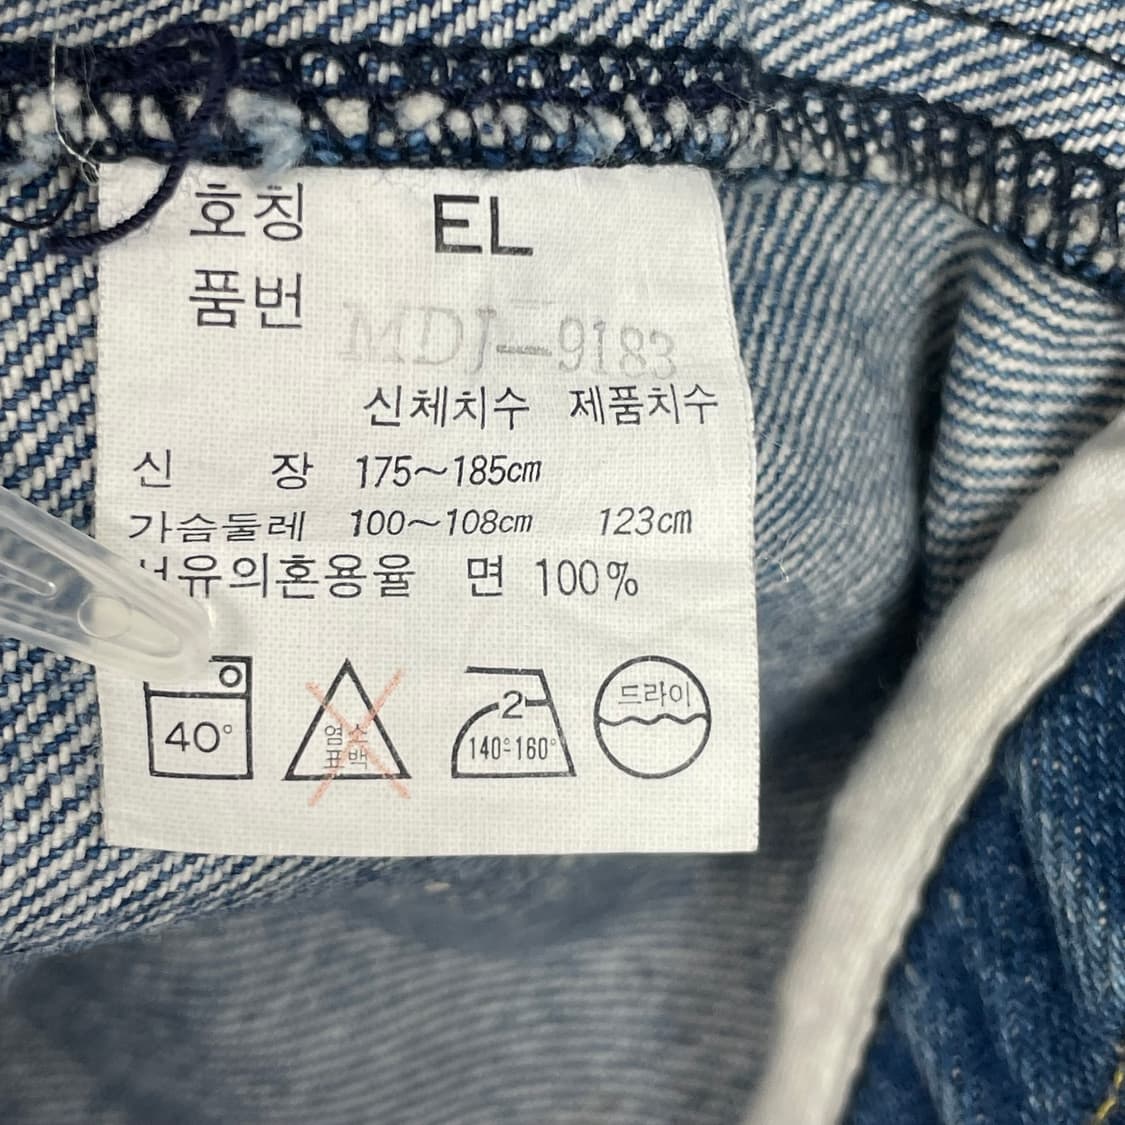 호칭 EL
품번 MDJ-9183
신체치수 제품치수
신 장 175~185cm
가슴둘레 100~108cm 123cm
섬유의혼용율 면 100%
40°
염소
표백
2
140°-160°
드라이